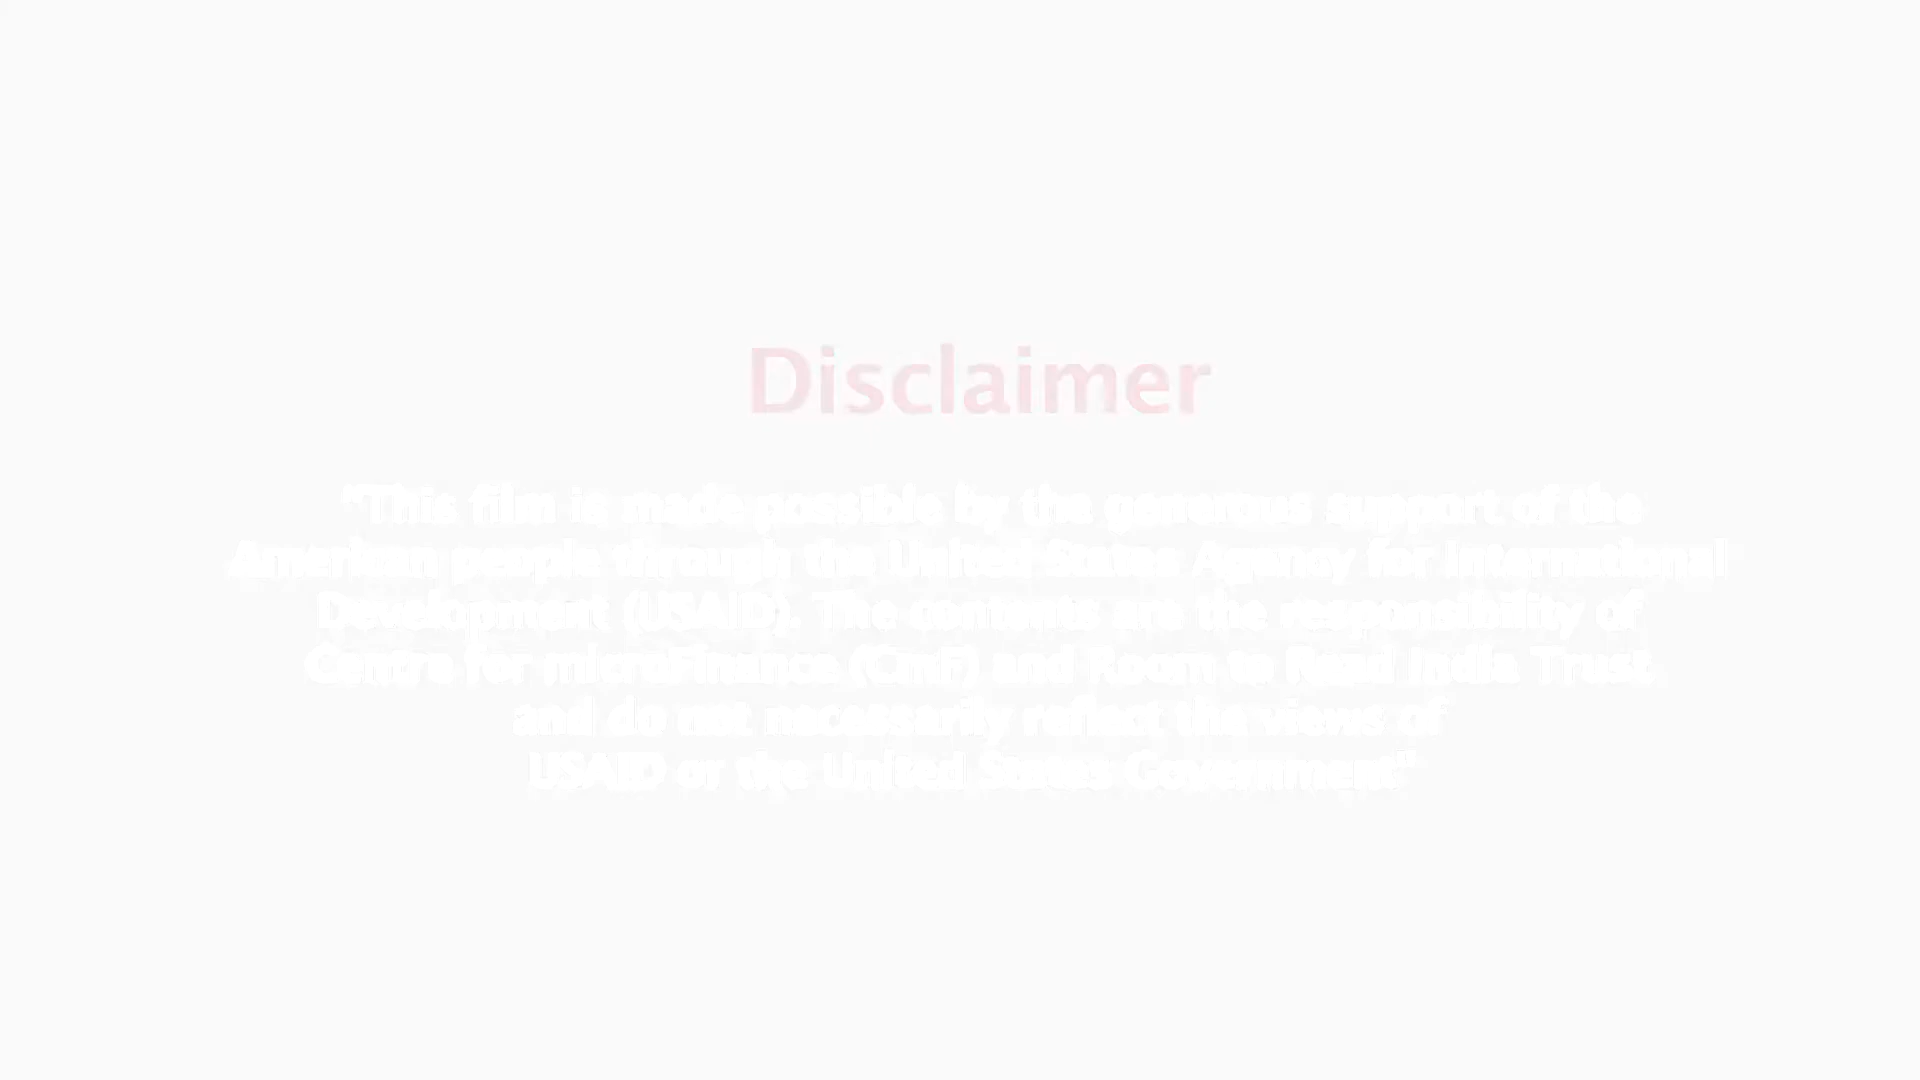 Disclaimer
"This film is made possible by the generous support of the
American people through the United States Agency for International
Development (USAID). The contents are the responsibility of
Centre for microFinance (CmF) and Room to Read India Trust
and do not necessarily reflect the views of
USAID or the United States Government"